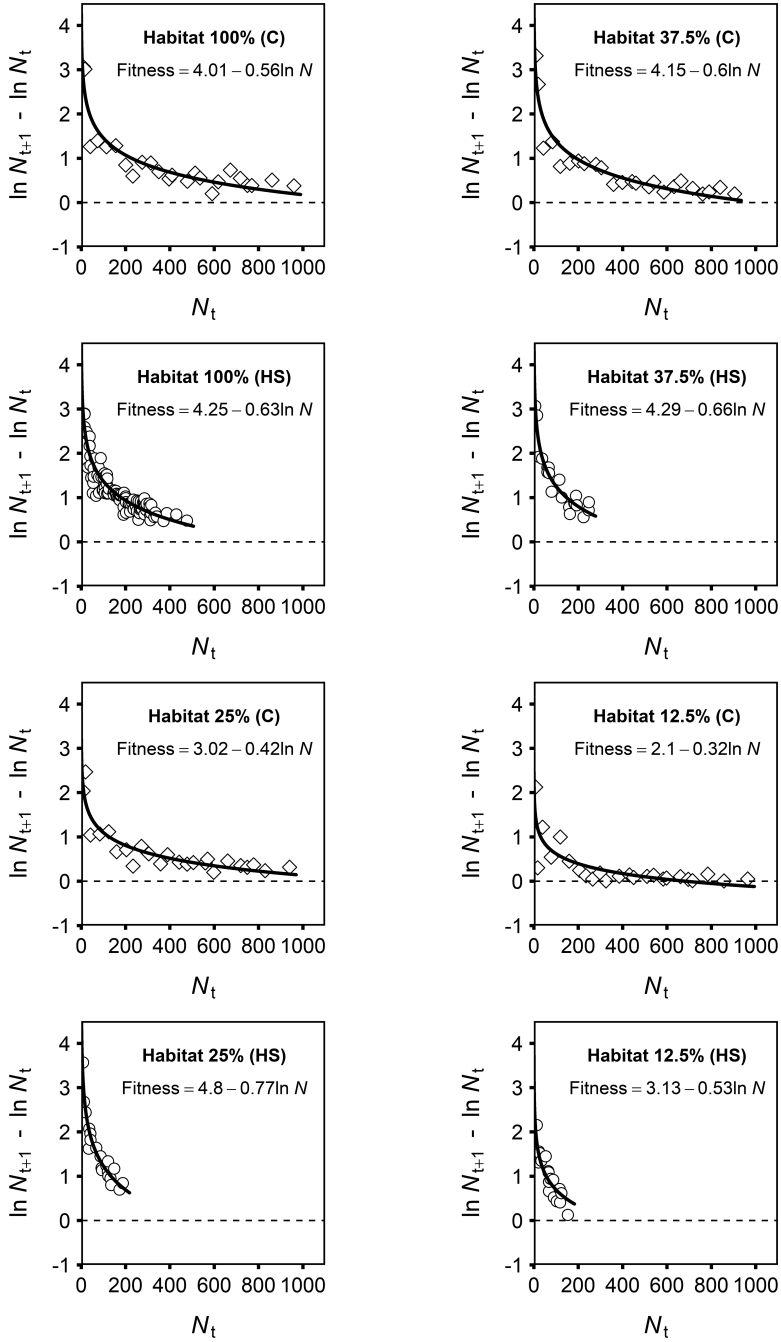 Habitat 100% (C)
Fitness = 4.01 – 0.56ln N
ln Nt+1 - ln Nt
4
3
2
1
0
-1
0 200 400 600 800 1000
Nt
Habitat 37.5% (C)
Fitness = 4.15 – 0.6ln N
ln Nt+1 - ln Nt
4
3
2
1
0
-1
0 200 400 600 800 1000
Nt
Habitat 100% (HS)
Fitness = 4.25 – 0.63ln N
ln Nt+1 - ln Nt
4
3
2
1
0
-1
0 200 400 600 800 1000
Nt
Habitat 37.5% (HS)
Fitness = 4.29 – 0.66ln N
ln Nt+1 - ln Nt
4
3
2
1
0
-1
0 200 400 600 800 1000
Nt
Habitat 25% (C)
Fitness = 3.02 – 0.42ln N
ln Nt+1 - ln Nt
4
3
2
1
0
-1
0 200 400 600 800 1000
Nt
Habitat 12.5% (C)
Fitness = 2.1 – 0.32ln N
ln Nt+1 - ln Nt
4
3
2
1
0
-1
0 200 400 600 800 1000
Nt
Habitat 25% (HS)
Fitness = 4.8 – 0.77ln N
ln Nt+1 - ln Nt
4
3
2
1
0
-1
0 200 400 600 800 1000
Nt
Habitat 12.5% (HS)
Fitness = 3.13 – 0.53ln N
ln Nt+1 - ln Nt
4
3
2
1
0
-1
0 200 400 600 800 1000
Nt